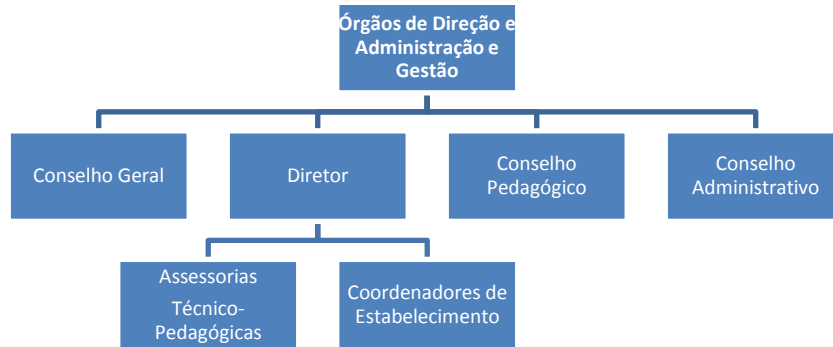 Órgãos de Direção e
Administração e
Gestão
Conselho Geral
Diretor
Conselho
Pedagógico
Conselho
Administrativo
Assessorias
Técnico-
Pedagógicas
Coordenadores de
Estabelecimento